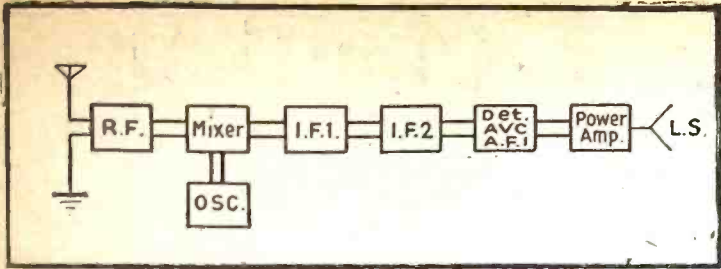 R.F.
Mixer
I.F.1.
I.F.2
Det.
AVC
A.F.1
Power
Amp.
L.S.
OSC.